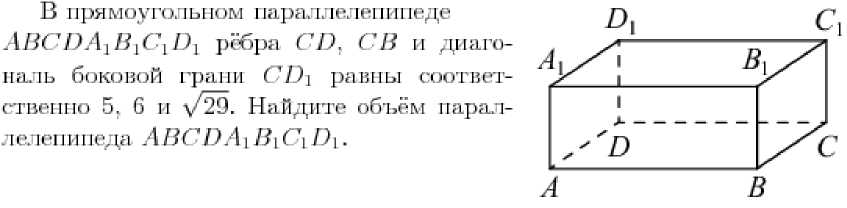 В прямоугольном параллелепипеде
ABCDA₁B₁C₁D₁ рёбра CD, CB и диаго-
наль боковой грани CD₁ равны соответ-
ственно 5, 6 и √29. Найдите объём парал-
лелепипеда ABCDA₁B₁C₁D₁.
D₁ C₁
A₁ B₁
D C
A B